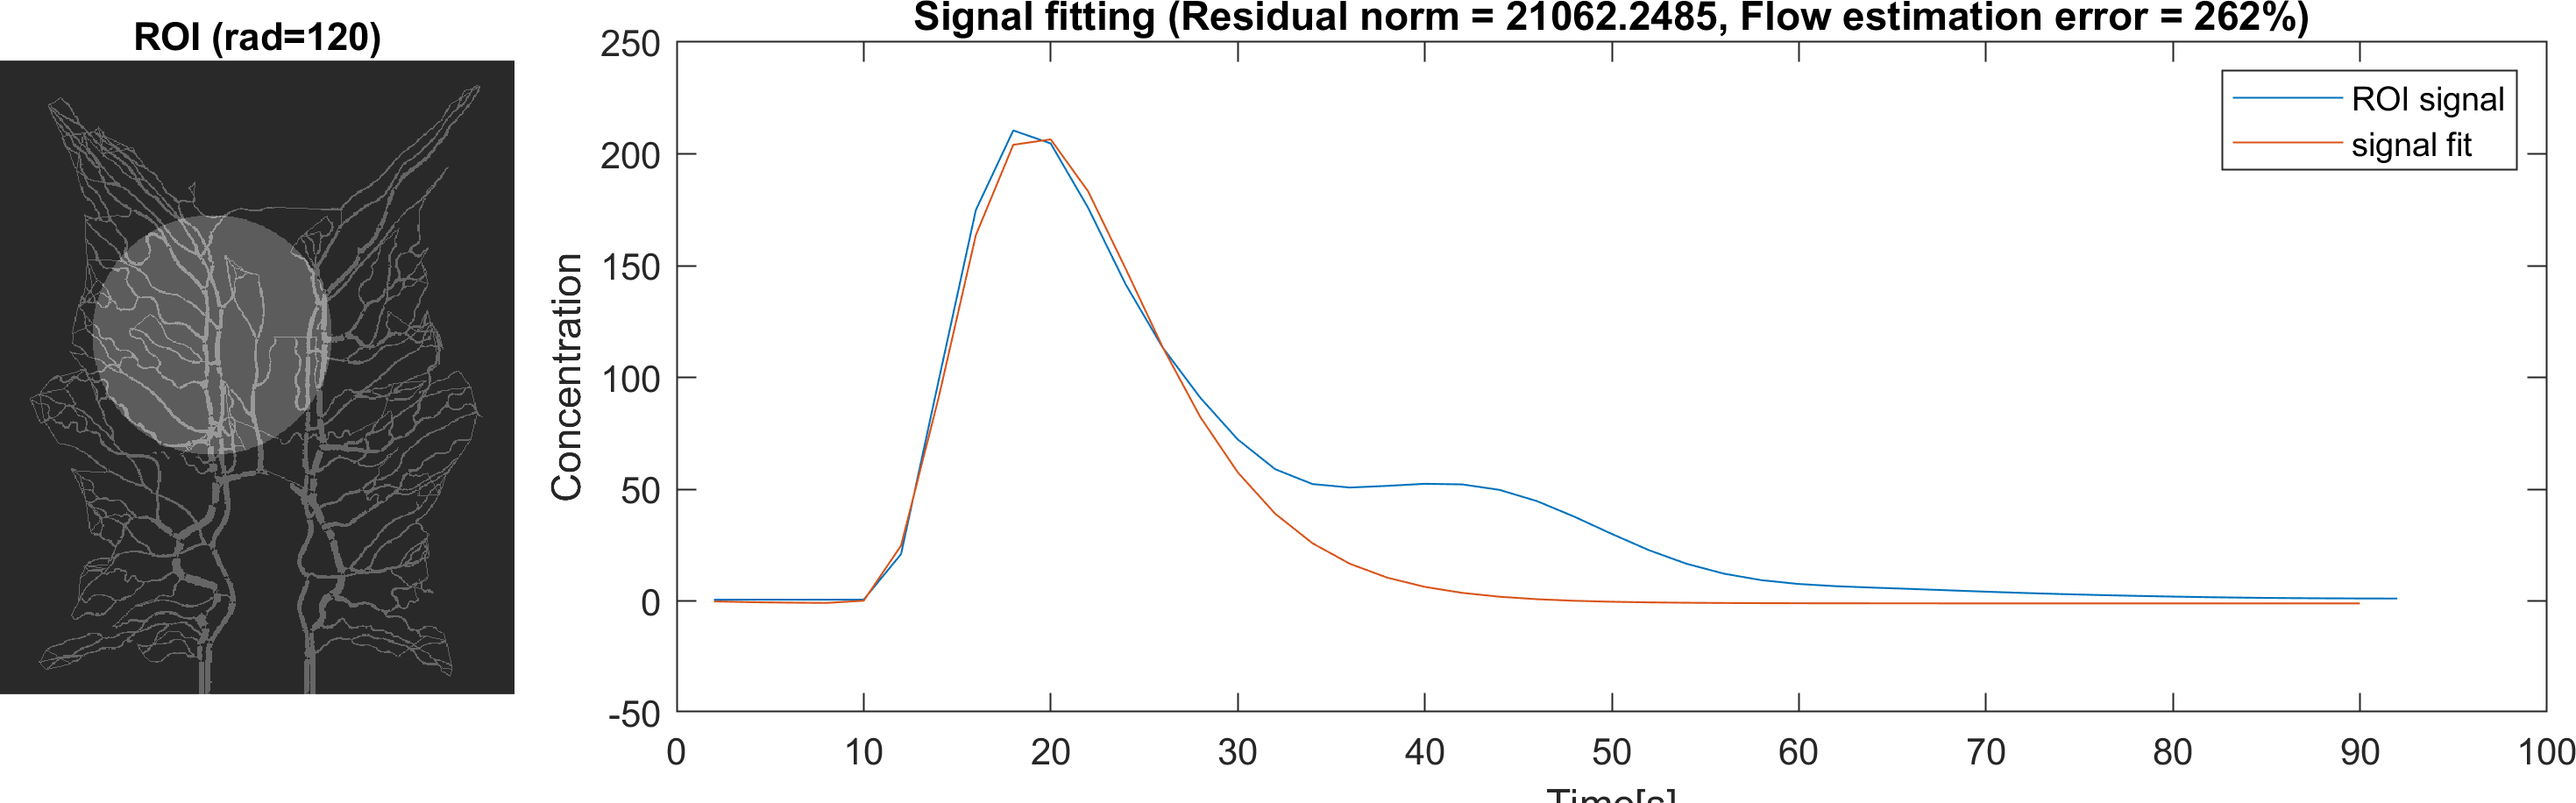 ROI (rad=120)
Signal fitting (Residual norm = 21062.2485, Flow estimation error = 262%)
250
200
150
100
50
0
-50
Concentration
ROI signal
signal fit
0 10 20 30 40 50 60 70 80 90 100
Time[s]